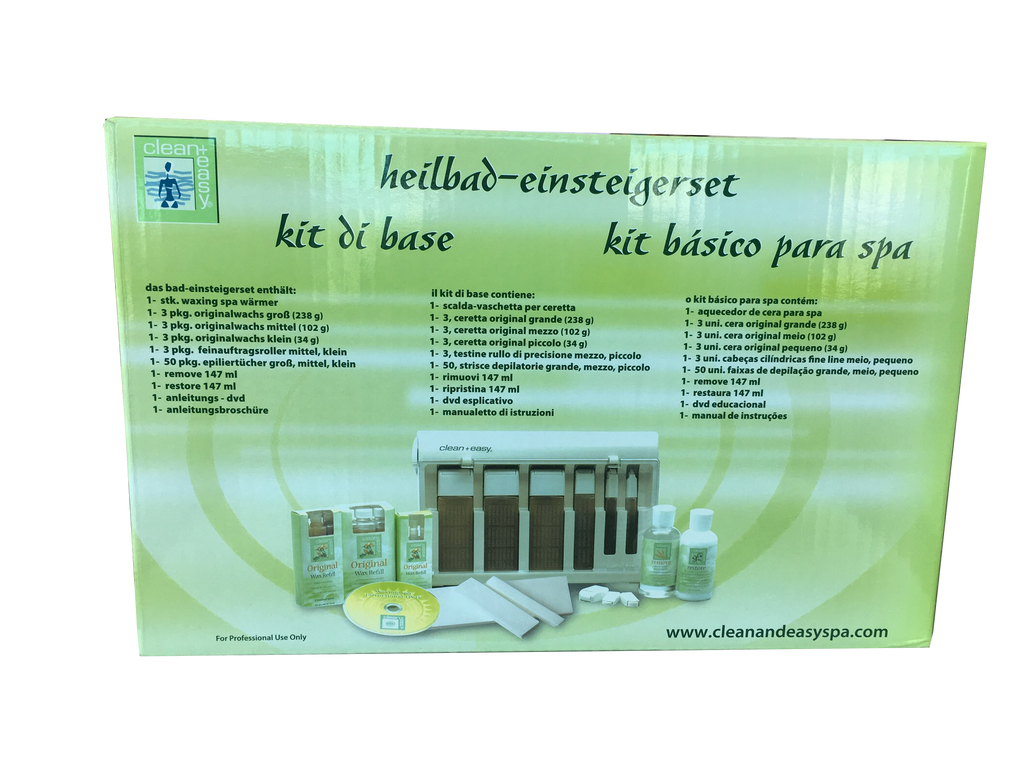 clean+
easy
heilbad-einsteigerset
kit di base
kit básico para spa
das bad-einsteigerset enthält:
1- stk. waxing spa wärmer
1- 3 pkg. originalwachs groß (238 g)
1- 3 pkg. originalwachs mittel (102 g)
1- 3 pkg. originalwachs klein (34 g)
1- 3 pkg. feinauftragsroller mittel, klein
1- 50 pkg. epiliertücher groß, mittel, klein
1- remove 147 ml
1- restore 147 ml
1- anleitungs - dvd
1- anleitungsbroschüre
il kit di base contiene:
1- scalda-vaschetta per ceretta
1- 3, ceretta original grande (238 g)
1- 3, ceretta original mezzo (102 g)
1- 3, ceretta original piccolo (34 g)
1- 3, testine rullo di precisione mezzo, piccolo
1- 50, strisce depilatorie grande, mezzo, piccolo
1- rimuovi 147 ml
1- ripristina 147 ml
1- dvd esplicativo
1- manualetto di istruzioni
o kit básico para spa contém:
1- aquecedor de cera para spa
1- 3 uni. cera original grande (238 g)
1- 3 uni. cera original meio (102 g)
1- 3 uni. cera original pequeno (34 g)
1- 3 uni. cabeças cilíndricas fine line meio, pequeno
1- 50 uni. faixas de depilação grande, meio, pequeno
1- remove 147 ml
1- restaura 147 ml
1- dvd educacional
1- manual de instruções
clean+easy
Original
Wax Refill
Original
Wax Refill
Original
Wax Refill
remove
restore
For Professional Use Only
www.cleanandeasyspa.com